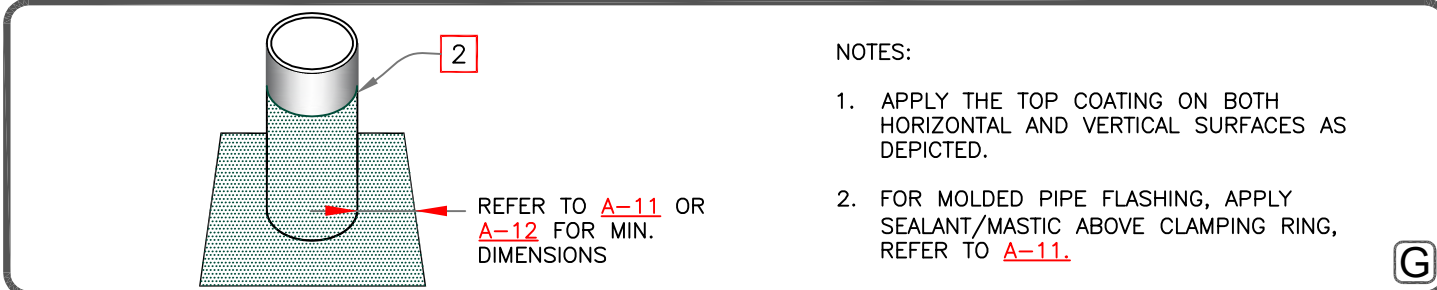 2
REFER TO A-11 OR
A-12 FOR MIN.
DIMENSIONS
NOTES:
1. APPLY THE TOP COATING ON BOTH
HORIZONTAL AND VERTICAL SURFACES AS
DEPICTED.
2. FOR MOLDED PIPE FLASHING, APPLY
SEALANT/MASTIC ABOVE CLAMPING RING,
REFER TO A-11.
G